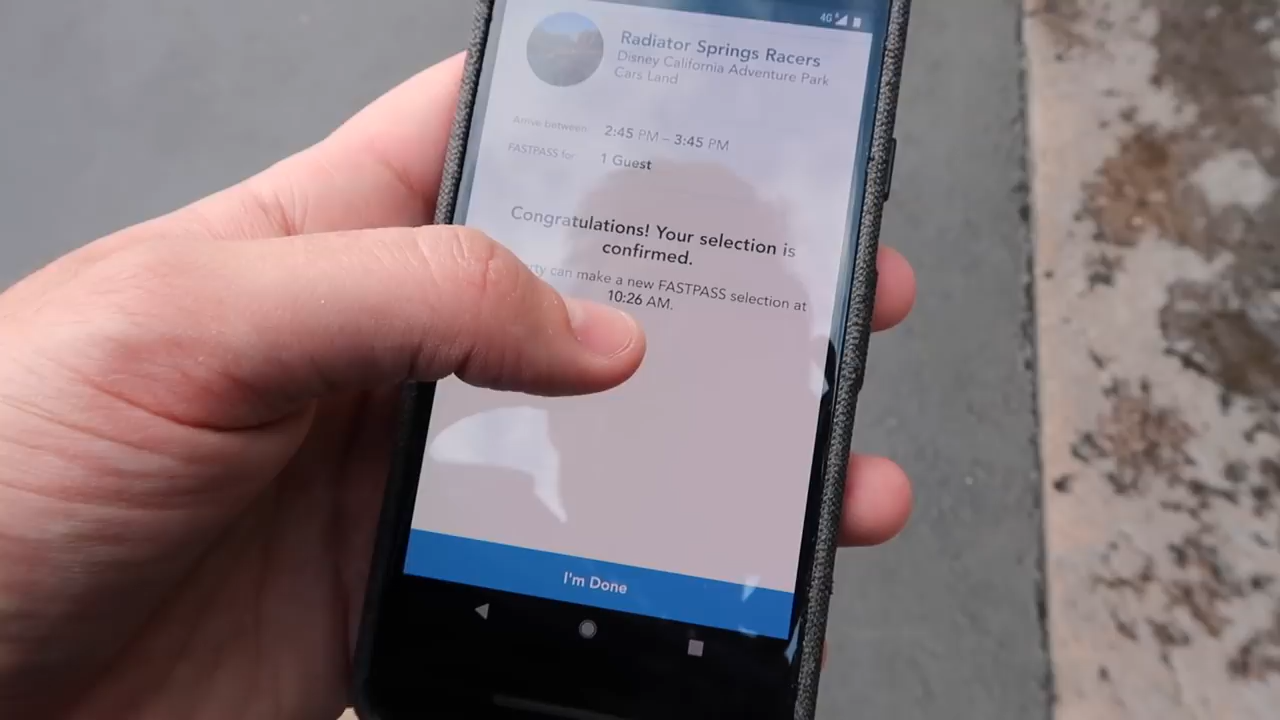 4G
Radiator Springs Racers
Disney California Adventure Park
Cars Land
Arrive between: 2:45 PM – 3:45 PM
FASTPASS for: 1 Guest
Congratulations! Your selection is
confirmed.
can make a new FASTPASS selection at
10:26 AM.
I'm Done